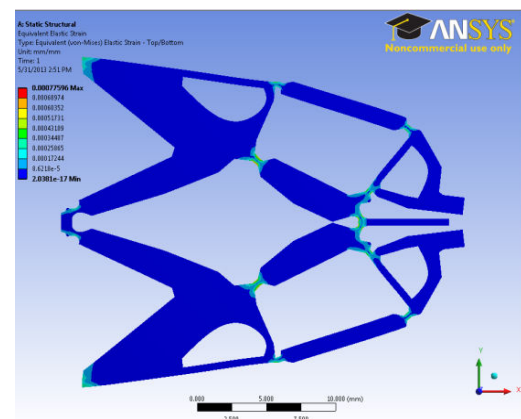 A: Static Structural
Equivalent Elastic Strain
Type: Equivalent (von-Mises) Elastic Strain - Top/Bottom
Unit: mm/mm
Time: 1
5/31/2013 2:51 PM
0.00077596 Max
0.00068974
0.00060352
0.00051731
0.00043109
0.00034487
0.00025865
0.00017244
8.6218e-5
2.0381e-17 Min
ANSYS
Noncommercial use only
Y
X
0.000
5.000
10.000 (mm)
2.500
7.500